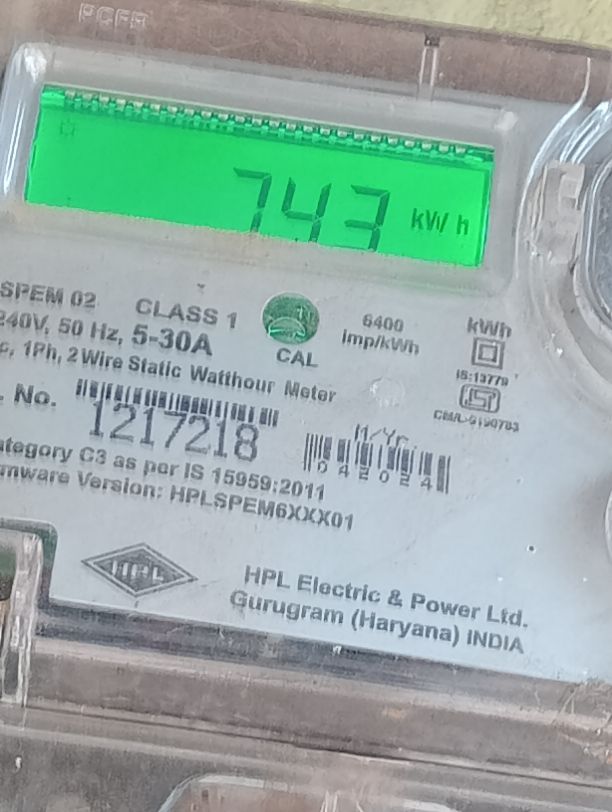 743 kWh
SPEM 02 CLASS 1
240V, 50 Hz, 5-30A
CAL
6400
imp/kWh
kWh
IS:13779
1Ph, 2 Wire Static Watthour Meter
No. 1217218
M/Yr.
042024
ategory C3 as per IS 15959:2011
mware Version: HPLSPEM6XXX01
HPL
HPL Electric & Power Ltd.
Gurugram (Haryana) INDIA